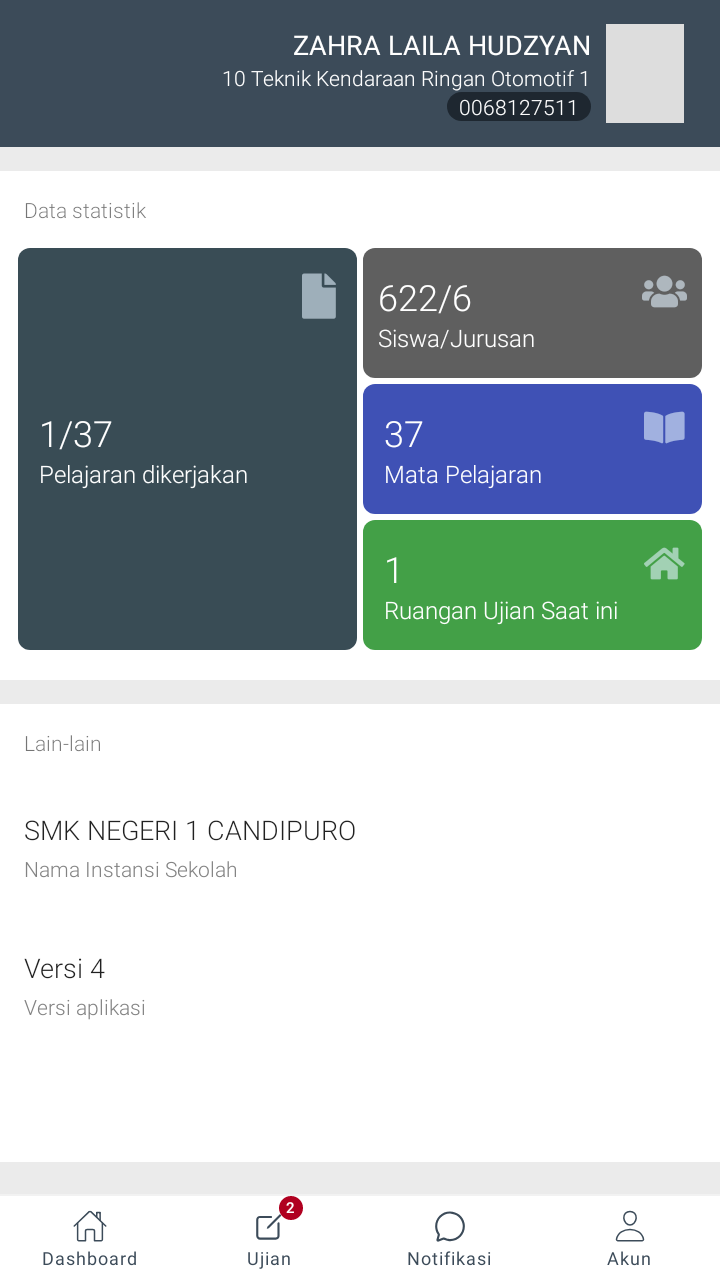 ZAHRA LAILA HUDZYAN
10 Teknik Kendaraan Ringan Otomotif 1
0068127511
Data statistik
1/37
Pelajaran dikerjakan
622/6
Siswa/Jurusan
37
Mata Pelajaran
1
Ruangan Ujian Saat ini
Lain-lain
SMK NEGERI 1 CANDIPURO
Nama Instansi Sekolah
Versi 4
Versi aplikasi
2
Dashboard
Ujian
Notifikasi
Akun